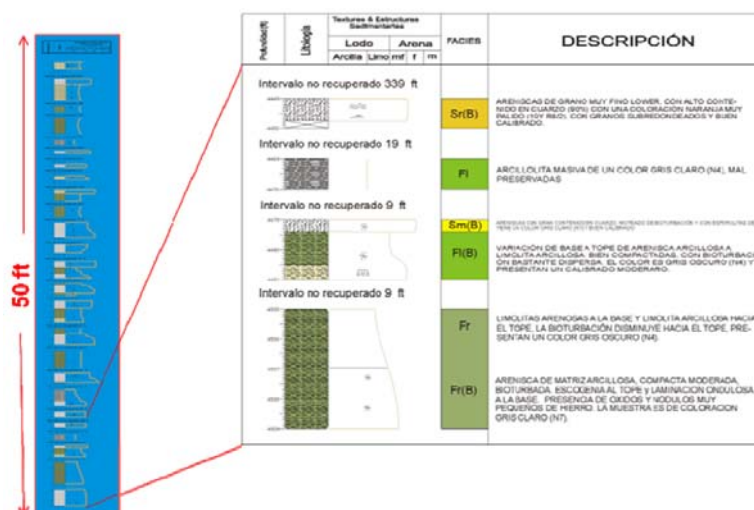 50 ft
Profundidad(ft)
Litología
Texturas & Estructuras
Sedimentarias
Lodo
Arena
Arcilla Limo mf f m
FACIES
DESCRIPCIÓN
Intervalo no recuperado 339 ft
Sr(B)
ARENISCAS DE GRANO MUY FINO LOWER, CON ALTO CONTE-
NIDO EN CUARZO (90%) CON UNA COLORACIÓN NARANJA MUY
PALIDO (10Y R8/2), CON GRANOS SUBREDONDEADOS Y BUEN
CALIBRADO.
Intervalo no recuperado 19 ft
Fl
ARCILLOLITA MASIVA DE UN COLOR GRIS CLARO (N4), MAL
PRESERVADAS
Intervalo no recuperado 9 ft
Sm(B)
Fl(B)
VARIACIÓN DE BASE A TOPE DE ARENISCA ARCILLOSA A
LIMOLITA ARCILLOSA, BIEN COMPACTADAS, CON BIOTURBACI
ÓN BASTANTE DISPERSA. EL COLOR ES GRIS OSCURO (N4) Y
PRESENTAN UN CALIBRADO MODERARIO.
Intervalo no recuperado 9 ft
Fr
LIMOLITAS ARENOSAS A LA BASE Y LIMOLITA ARCILLOSA HACIA
EL TOPE, LA BIOTURBACIÓN DISMINUYE HACIA EL TOPE, PRE-
SENTAN UN COLOR GRIS OSCURO (N4).
Fr(B)
ARENISCA DE MATRIZ ARCILLOSA, COMPACTA MODERADA,
BIOTURBADA. ESCOGENIA AL TOPE y LAMINACION ONDULOSA
A LA BASE. PRESENCIA DE OXIDOS Y NODULOS MUY
PEQUEÑOS DE HIERRO. LA MUESTRA ES DE COLORACION
GRIS CLARO (N7).